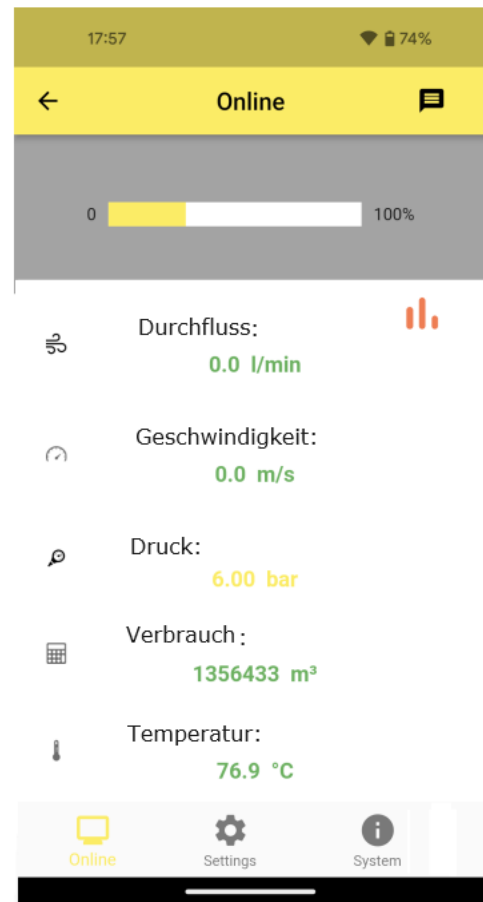 17:57 74%
Online
0 100%
Durchfluss:
0.0 l/min
Geschwindigkeit:
0.0 m/s
Druck:
6.00 bar
Verbrauch :
1356433 m³
Temperatur:
76.9 °C
Online Settings System